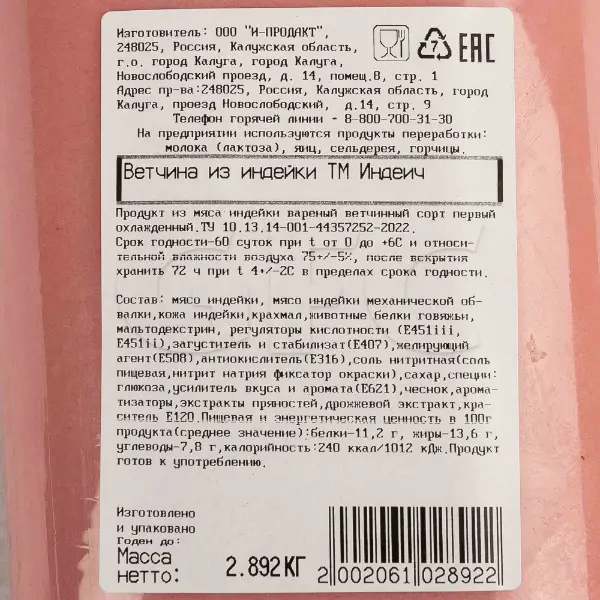 Изготовитель: ООО "И-ПРОДАКТ",
248025, Россия, Калужская область,
г.о. город Калуга, город Калуга,
Новослободский проезд, д. 14, помещ.8, стр. 1
Адрес пр-ва:248025, Россия, Калужская область, город
Калуга, проезд Новослободский, д.14, стр. 9
Телефон горячей линии - 8-800-700-31-30
На предприятии используются продукты переработки:
молока (лактоза), яиц, сельдерея, горчицы.
7
EAC
Ветчина из индейки ТМ Индеич
Продукт из мяса индейки вареный ветчинный сорт первый
охлажденный.ТУ 10.13.14-001-44357252-2022.
Срок годности-60 суток при t от 0 до +6С и относи-
тельной влажности воздуха 75+/-5%, после вскрытия
хранить 72 ч при t 4+/-2С в пределах срока годности.
Состав: мясо индейки, мясо индейки механической об-
валки,кожа индейки,крахмал,животные белки говяжьи,
мальтодекстрин, регуляторы кислотности (Е451iii,
Е451ii),загуститель и стабилизат(Е407),желирующий
агент(Е508),антиокислитель(Е316),соль нитритная(соль
пищевая,нитрит натрия фиксатор окраски),сахар,специи:
глюкоза,усилитель вкуса и аромата(Е621),чеснок,арома-
тизаторы,экстракты пряностей,дрожжевой экстракт,кра-
ситель Е120.Пищевая и энергетическая ценность в 100г
продукта(среднее значение):белки-11,2 г, жиры-13,6 г,
углеводы-7,8 г,калорийность:240 ккал/1012 кДж.Продукт
готов к употреблению.
Изготовлено
и упаковано
Годен до:
Масса
нетто: 2.892КГ
2 002061 028922